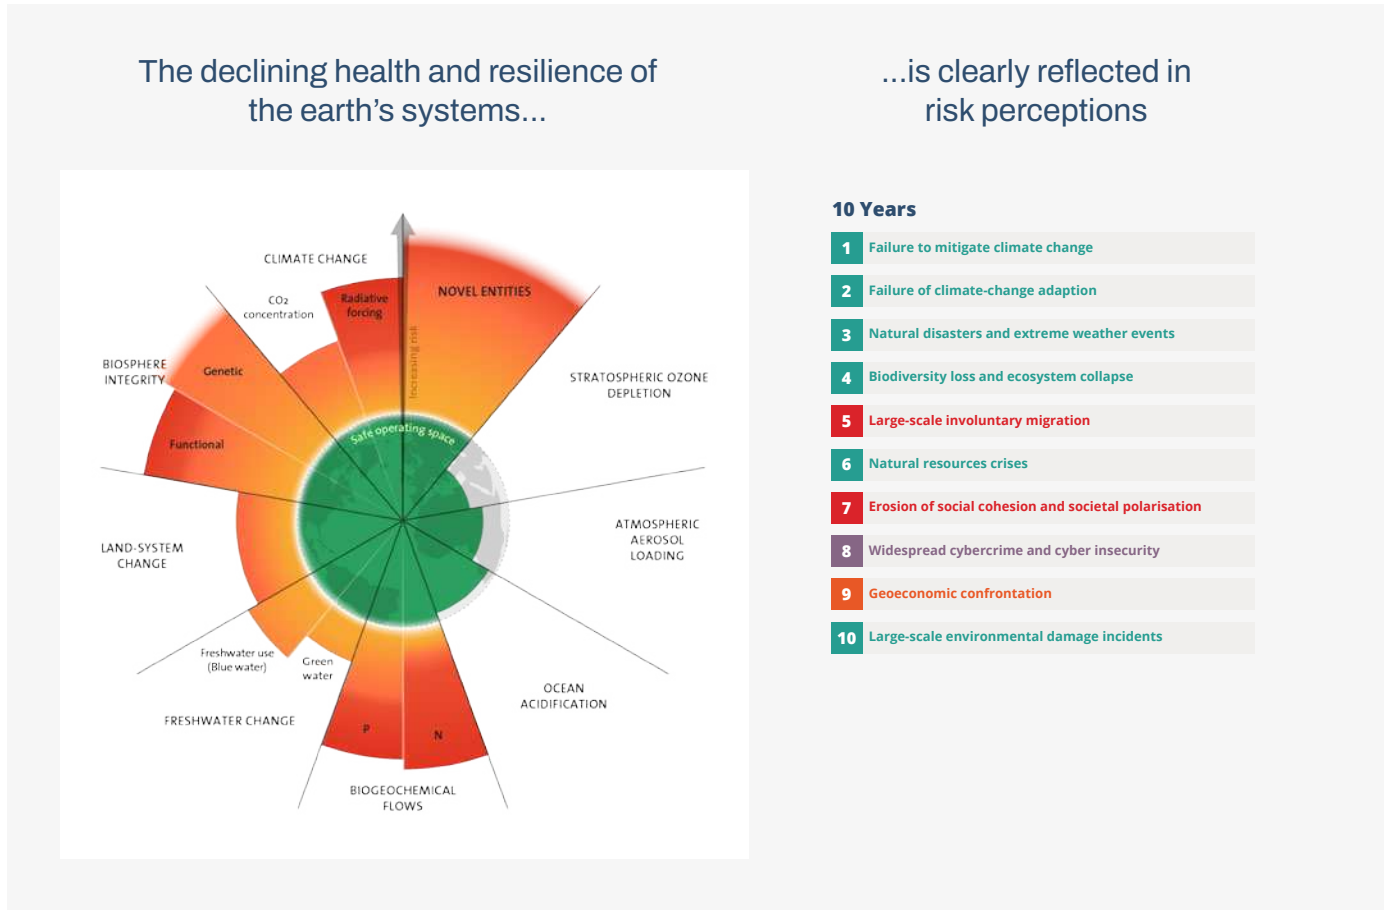 The declining health and resilience of
the earth’s systems...
...is clearly reflected in
risk perceptions
CLIMATE CHANGE
CO2
concentration
Radiative
forcing
Increasing risk
NOVEL ENTITIES
STRATOSPHERIC OZONE
DEPLETION
ATMOSPHERIC
AEROSOL
LOADING
OCEAN
ACIDIFICATION
BIOGEOCHEMICAL
FLOWS
P
N
FRESHWATER CHANGE
Freshwater use
(Blue water)
Green
water
LAND-SYSTEM
CHANGE
BIOSPHERE
INTEGRITY
Genetic
Functional
Safe operating space
10 Years
1 Failure to mitigate climate change
2 Failure of climate-change adaption
3 Natural disasters and extreme weather events
4 Biodiversity loss and ecosystem collapse
5 Large-scale involuntary migration
6 Natural resources crises
7 Erosion of social cohesion and societal polarisation
8 Widespread cybercrime and cyber insecurity
9 Geoeconomic confrontation
10 Large-scale environmental damage incidents